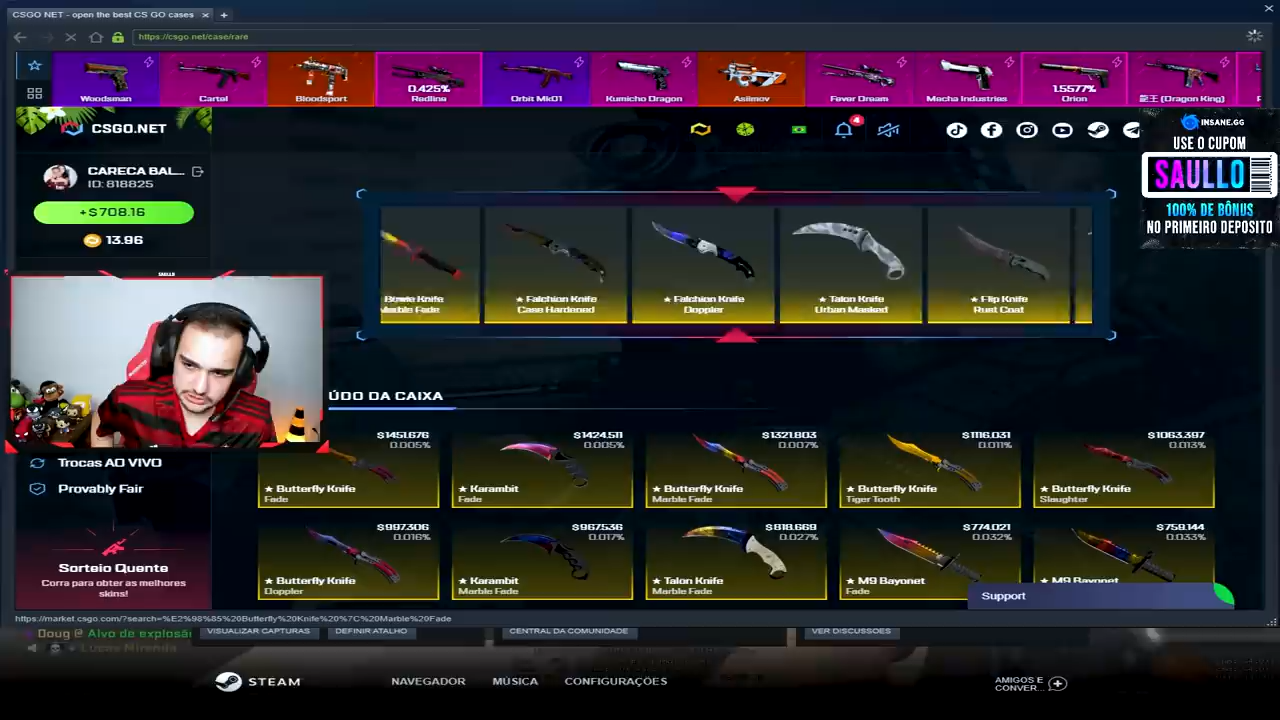 CSGO NET - open the best CS GO cases
https://csgo.net/case/rare
Woodsman
Cartel
Bloodsport
0.425%
Redline
Orbit Mk01
Kumicho Dragon
Asiimov
Fever Dream
Mecha Industries
1.5577%
Orion
龍王 (Dragon King)
CSGO.NET
4
INSANE.GG
USE O CUPOM
SAULLO
100% DE BÔNUS
NO PRIMEIRO DEPOSITO
CARECA BAL...
ID: 818825
+$708.16
13.96
Bowie Knife
Marble Fade
★ Falchion Knife
Case Hardened
★ Falchion Knife
Doppler
★ Talon Knife
Urban Masked
★ Flip Knife
Rust Coat
SAULLO
ÚDO DA CAIXA
$1451.676
0.005%
★ Butterfly Knife
Fade
$1424.511
0.005%
★ Karambit
Fade
$1321.803
0.007%
★ Butterfly Knife
Marble Fade
$1116.031
0.011%
★ Butterfly Knife
Tiger Tooth
$1063.397
0.013%
★ Butterfly Knife
Slaughter
Trocas AO VIVO
Provably Fair
Sorteio Quente
Corra para obter as melhores
skins!
$997.306
0.016%
★ Butterfly Knife
Doppler
$967.536
0.017%
★ Karambit
Marble Fade
$818.669
0.027%
★ Talon Knife
Marble Fade
$774.021
0.032%
★ M9 Bayonet
Fade
$759.144
0.033%
★ M9 Bayonet
Support
https://market.csgo.com/?search=%E2%98%85%20Butterfly%20Knife%20%7C%20Marble%20Fade
Doug @ Alvo de explosã
Lucas Miranda
VISUALIZAR CAPTURAS
DEFINIR ATALHO
CENTRAL DA COMUNIDADE
VER DISCUSSÕES
STEAM
NAVEGADOR
MÚSICA
CONFIGURAÇÕES
AMIGOS E
CONVER...